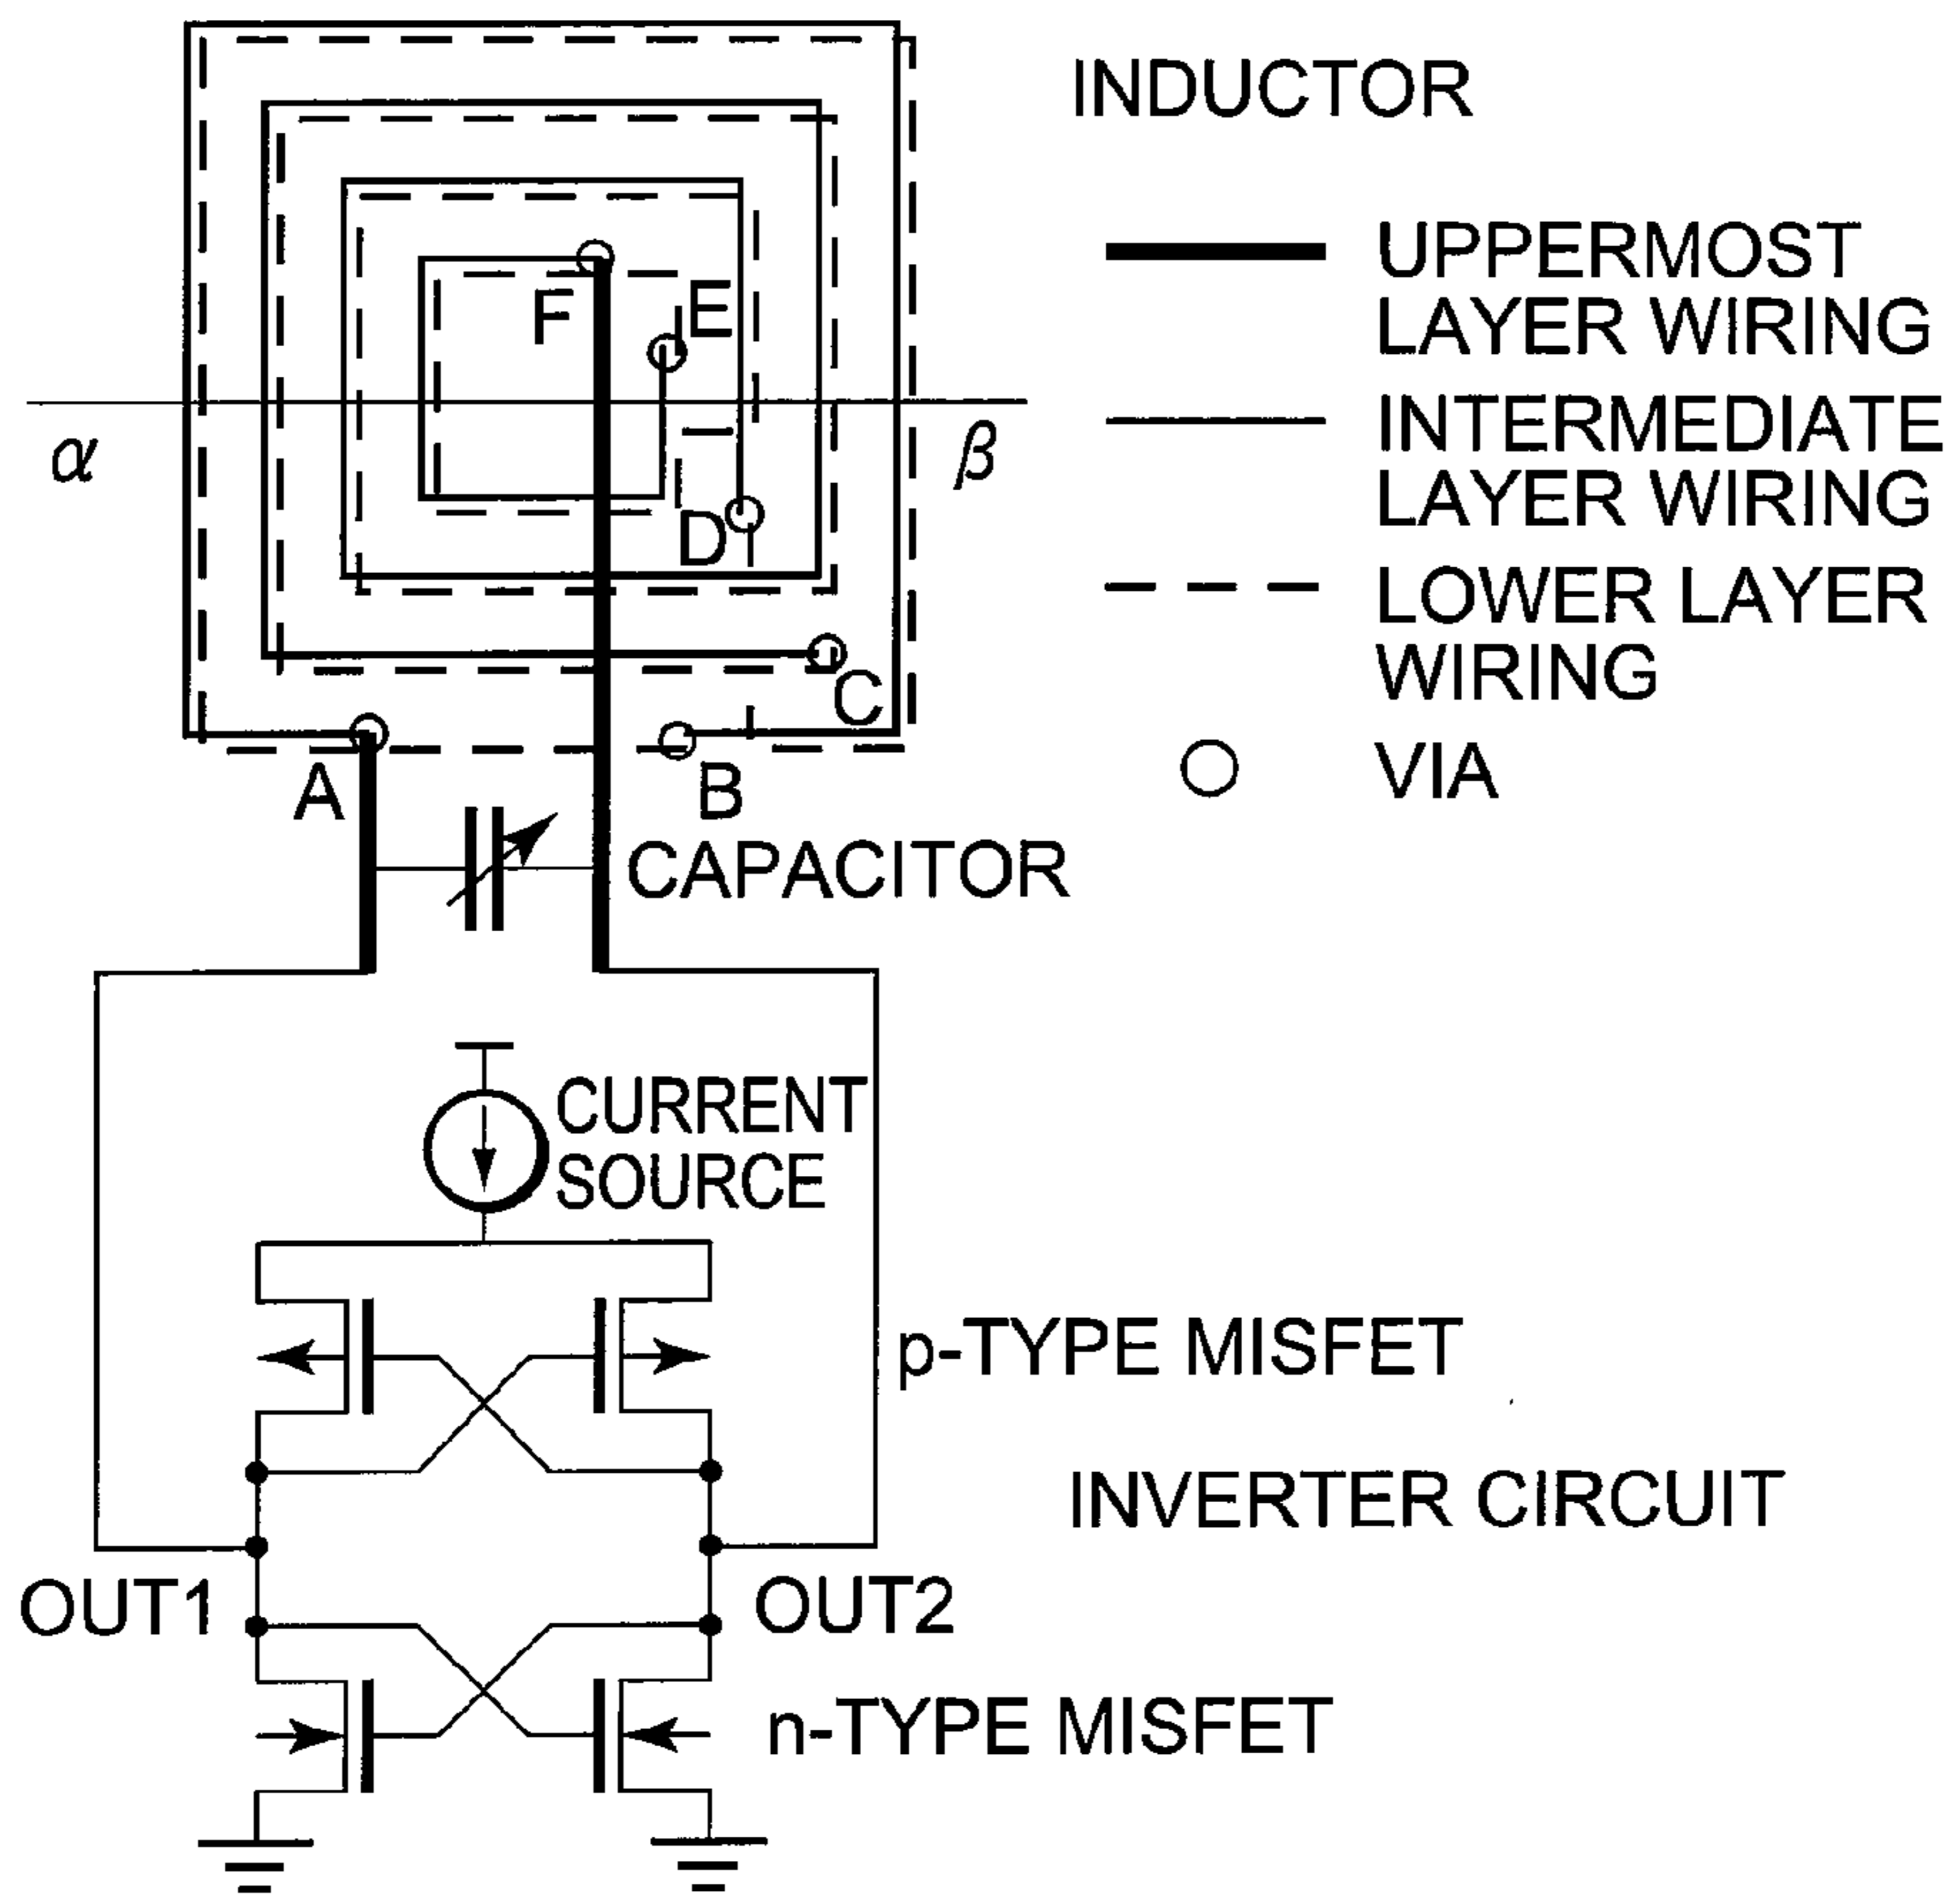 INDUCTOR
UPPERMOST
LAYER WIRING
INTERMEDIATE
LAYER WIRING
LOWER LAYER
WIRING
VIA
F
E
α
β
D
C
A
B
CAPACITOR
CURRENT
SOURCE
p-TYPE MISFET
INVERTER CIRCUIT
OUT1
OUT2
n-TYPE MISFET